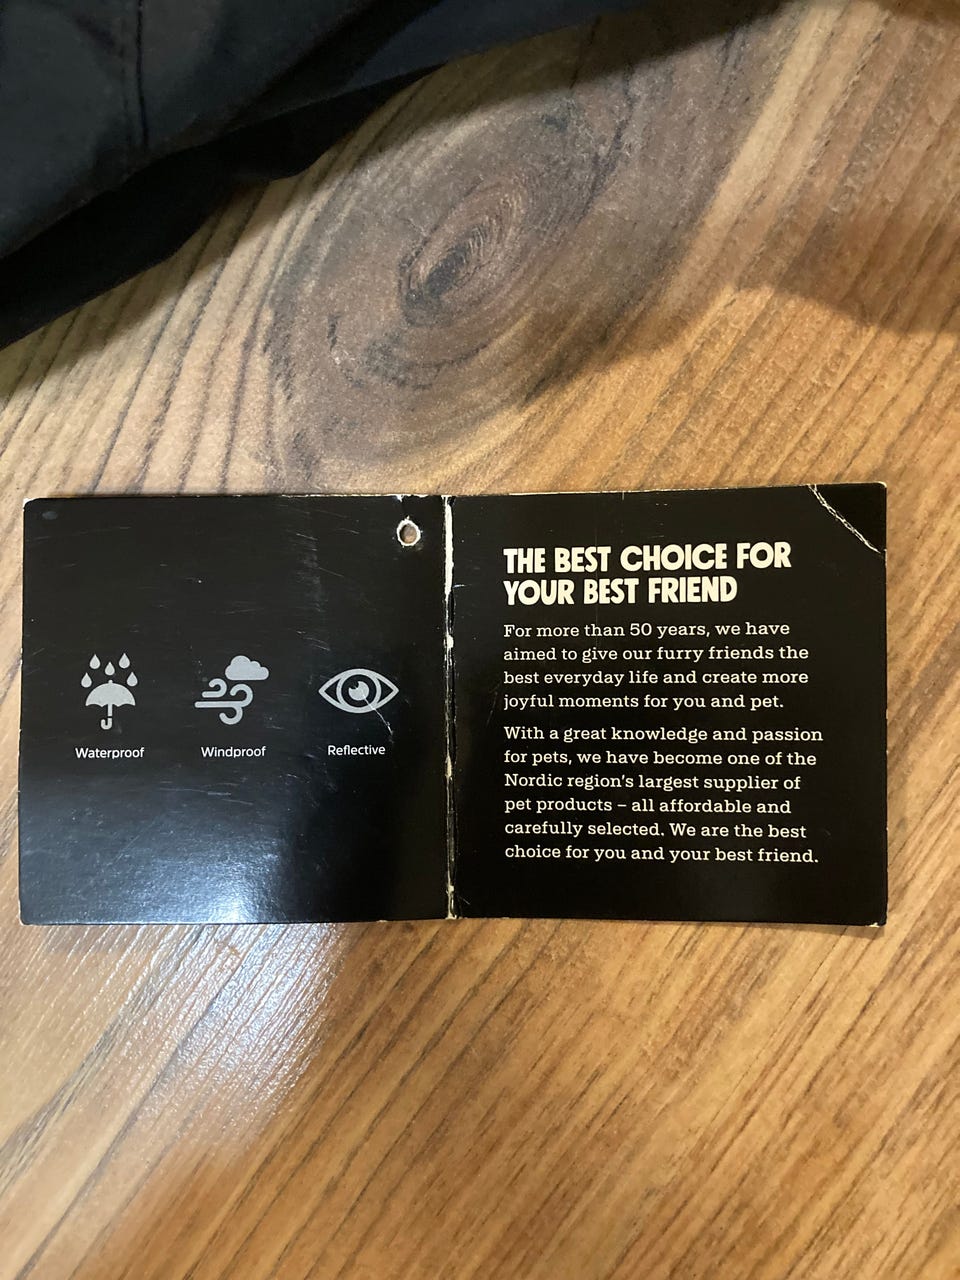 Waterproof
Windproof
Reflective
THE BEST CHOICE FOR
YOUR BEST FRIEND
For more than 50 years, we have
aimed to give our furry friends the
best everyday life and create more
joyful moments for you and pet.
With a great knowledge and passion
for pets, we have become one of the
Nordic region's largest supplier of
pet products – all affordable and
carefully selected. We are the best
choice for you and your best friend.